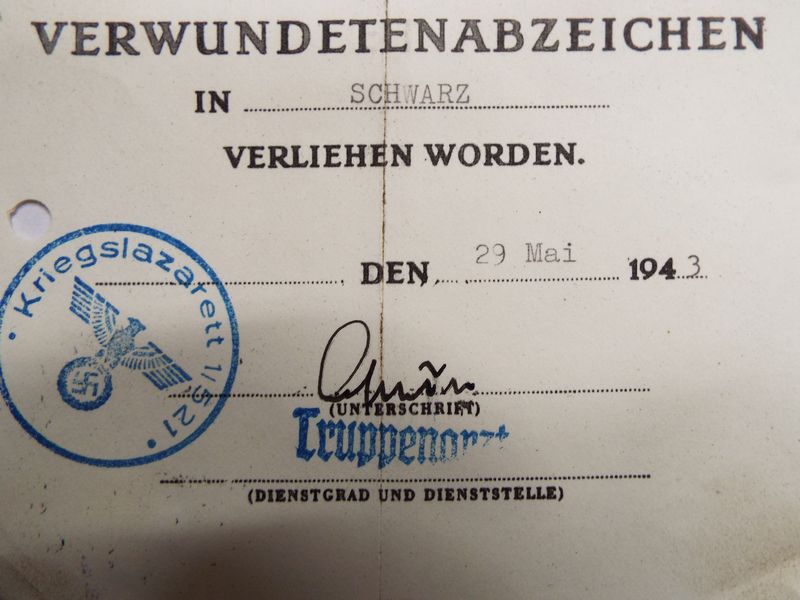 VERWUNDETENABZEICHEN
IN SCHWARZ
VERLIEHEN WORDEN.
DEN, 29 Mai 1943
Kriegslazarett 1/521
(UNTERSCHRIFT)
Truppenarzt
(DIENSTGRAD UND DIENSTSTELLE)